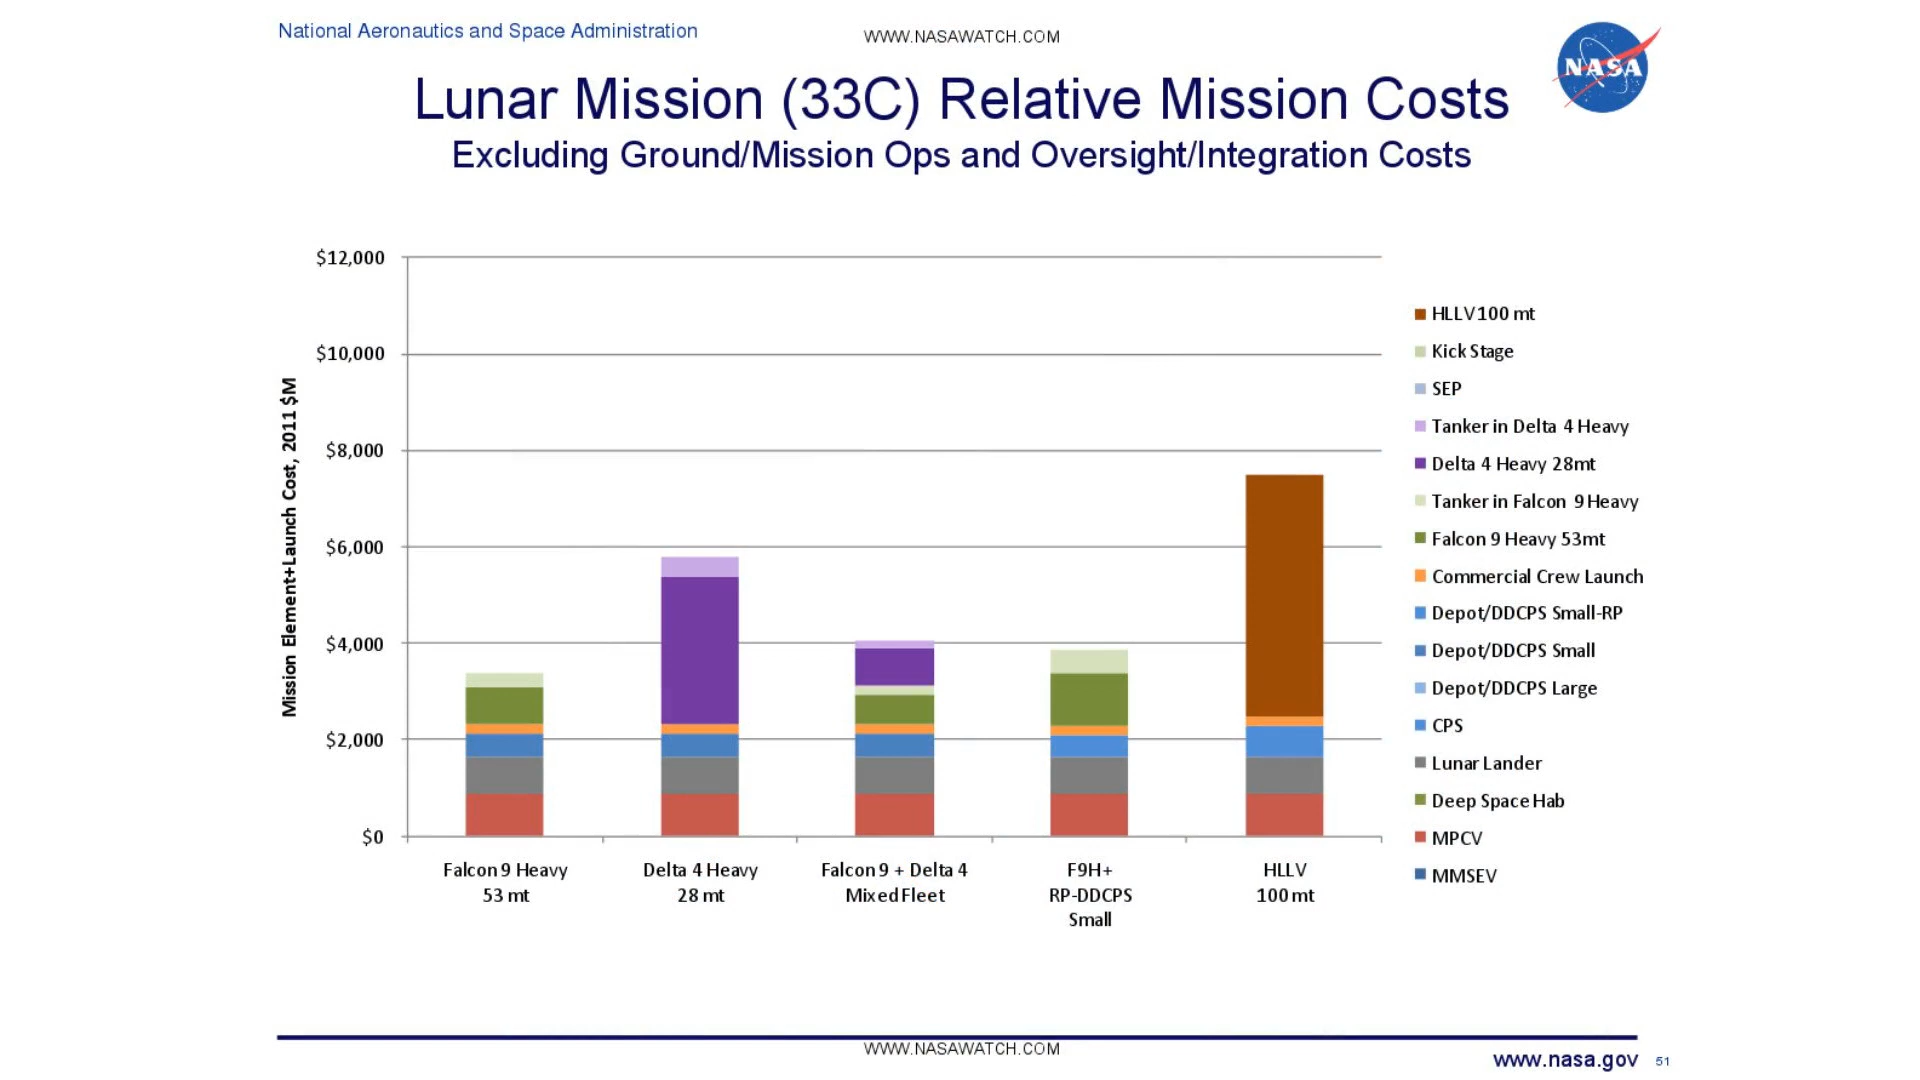 National Aeronautics and Space Administration
WWW.NASAWATCH.COM
NASA
Lunar Mission (33C) Relative Mission Costs
Excluding Ground/Mission Ops and Oversight/Integration Costs
Mission Element+Launch Cost, 2011 $M
$12,000
$10,000
$8,000
$6,000
$4,000
$2,000
$0
Falcon 9 Heavy
53 mt
Delta 4 Heavy
28 mt
Falcon 9 + Delta 4
Mixed Fleet
F9H+
RP-DDCPS
Small
HLLV
100 mt
HLLV 100 mt
Kick Stage
SEP
Tanker in Delta 4 Heavy
Delta 4 Heavy 28mt
Tanker in Falcon 9 Heavy
Falcon 9 Heavy 53mt
Commercial Crew Launch
Depot/DDCPS Small-RP
Depot/DDCPS Small
Depot/DDCPS Large
CPS
Lunar Lander
Deep Space Hab
MPCV
MMSEV
WWW.NASAWATCH.COM
www.nasa.gov 51